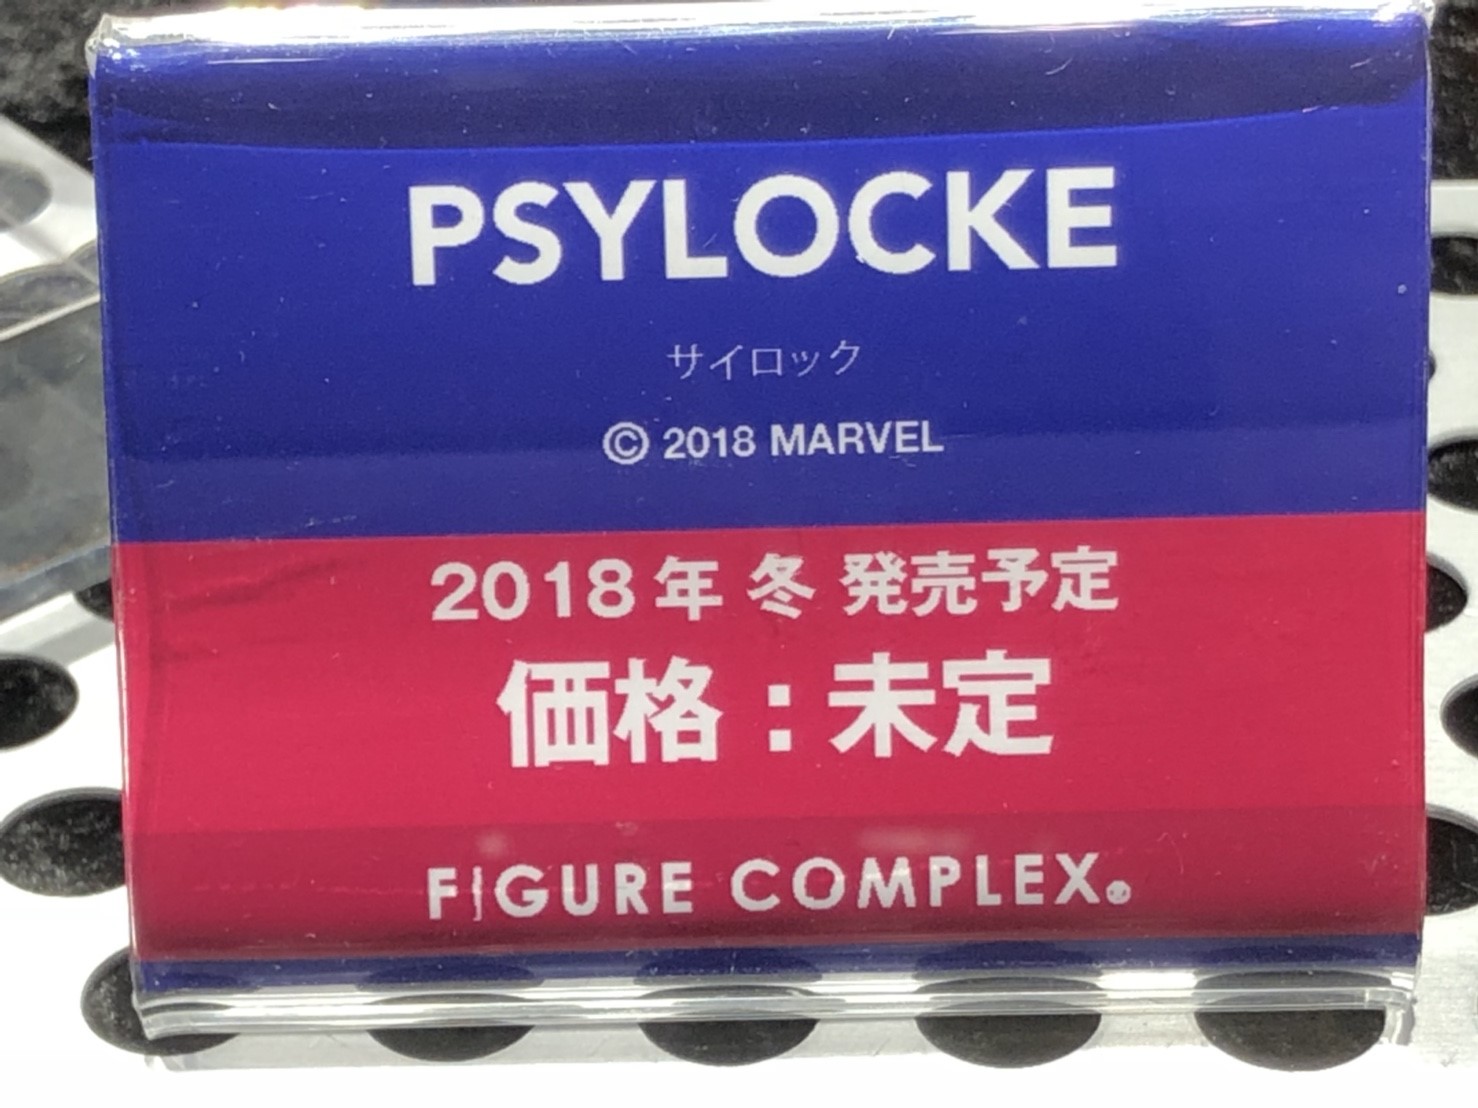 PSYLOCKE
サイロック
© 2018 MARVEL
2018年 冬 発売予定
価格：未定
FIGURE COMPLEX